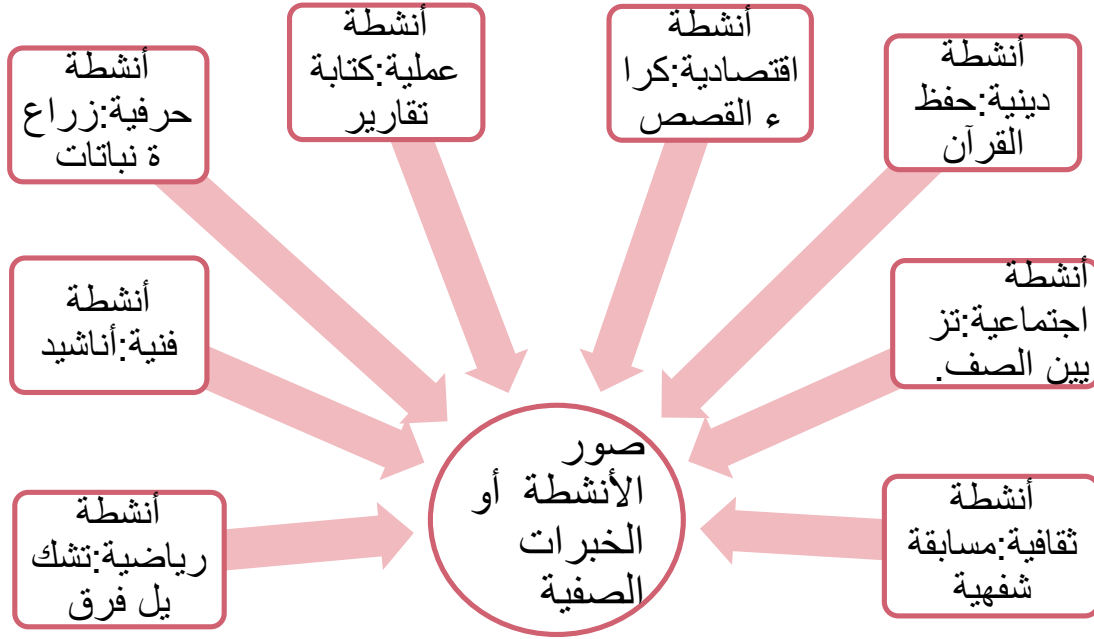 أنشطة
دينية:حفظ
القرآن
أنشطة
اقتصادية:كرا
ء القصص
أنشطة
عملية:كتابة
تقارير
أنشطة
حرفية:زراع
ة نباتات
أنشطة
اجتماعية:تز
يين الصف.
أنشطة
فنية:أناشيد
صور
الأنشطة أو
الخبرات
الصفية
أنشطة
ثقافية:مسابقة
شفهية
أنشطة
رياضية:تشك
يل فرق